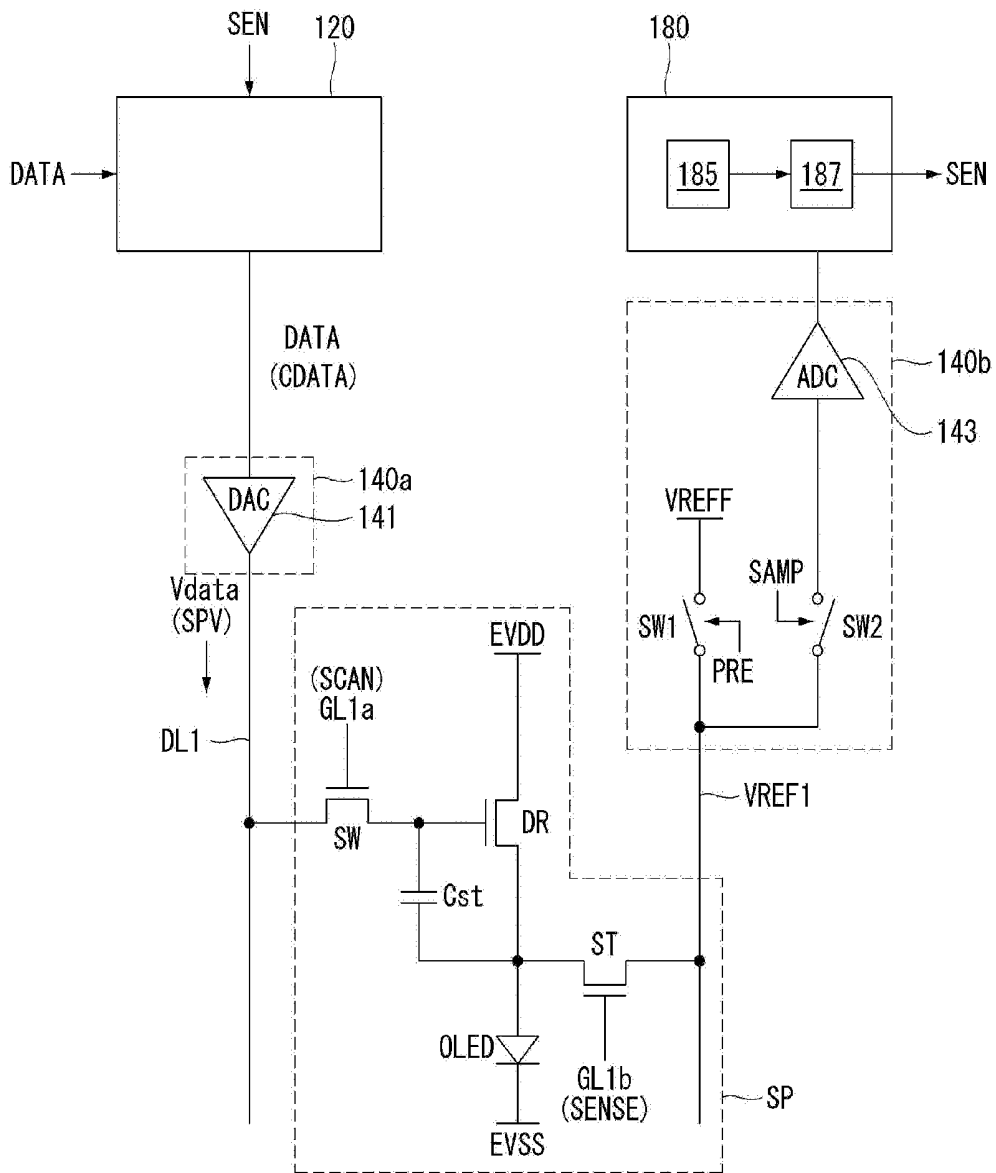 SEN
120
180
DATA
185
187
SEN
DATA
(CDATA)
140b
ADC
143
140a
DAC
141
VREFF
Vdata
(SPV)
SAMP
SW1
SW2
PRE
EVDD
(SCAN)
GL1a
DL1
VREF1
SW
DR
Cst
ST
OLED
GL1b
(SENSE)
SP
EVSS